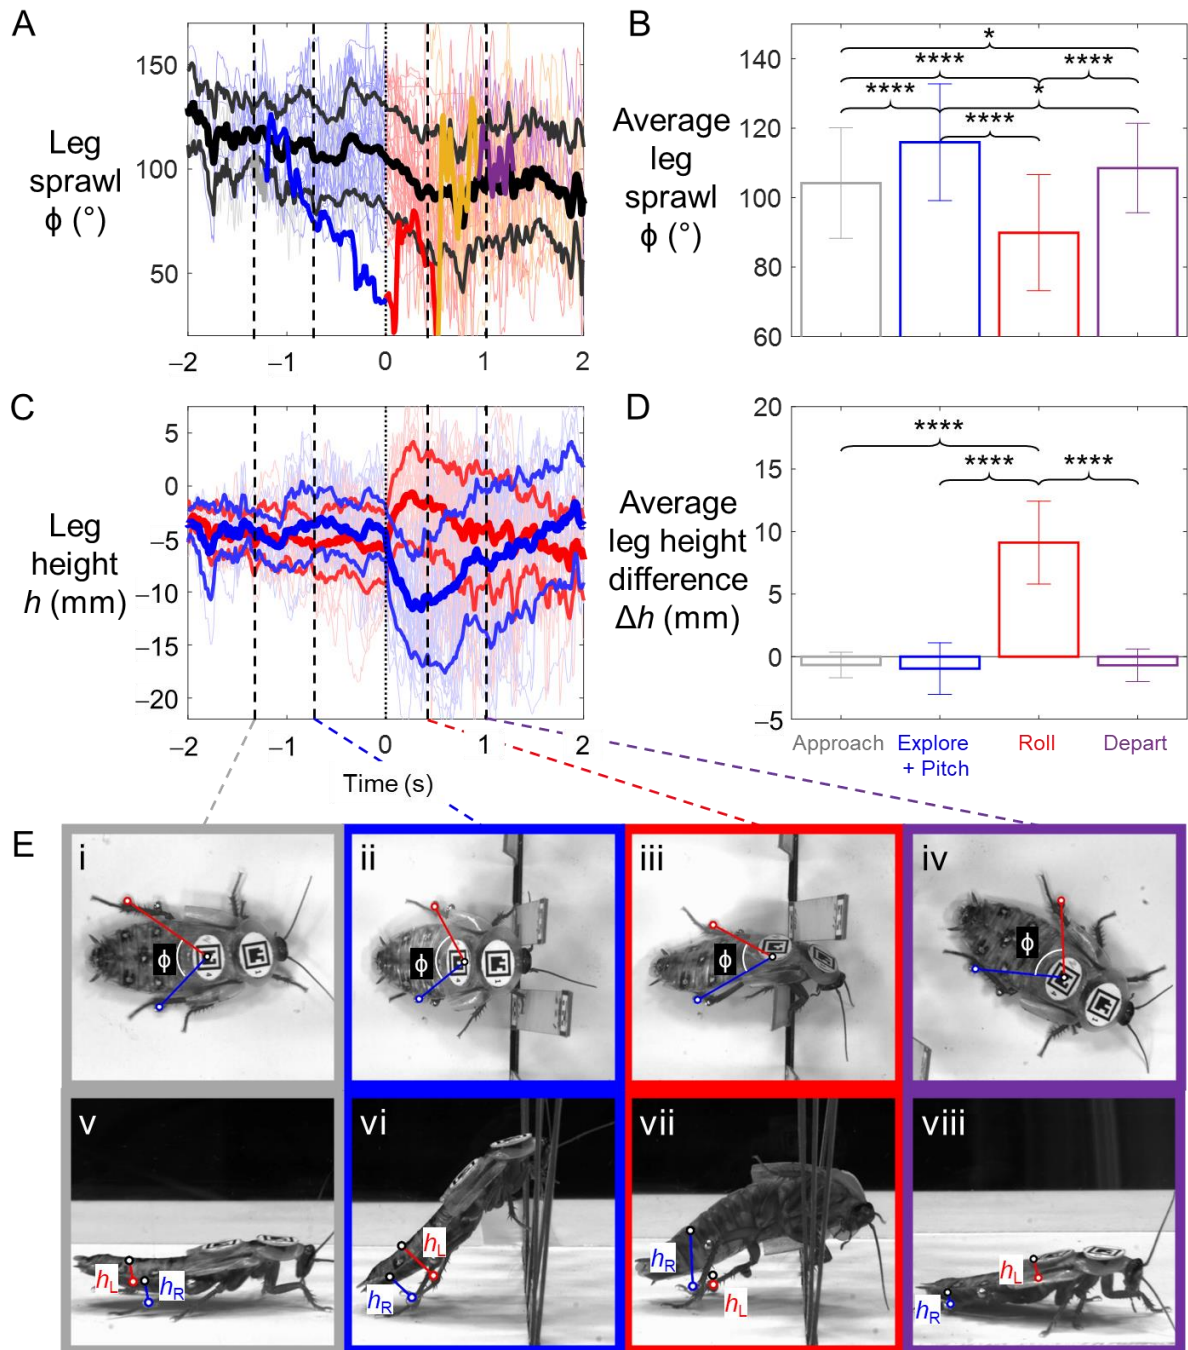 A
150
100
50
Leg
sprawl
ϕ (°)
–2
–1
0
1
2
B
140
120
100
80
60
Average
leg
sprawl
ϕ (°)
*
****
****
****
*
****
C
5
0
–5
–10
–15
–20
Leg
height
h (mm)
–2
–1
0
1
2
Time (s)
D
20
15
10
5
0
–5
Average
leg height
difference
Δh (mm)
****
****
****
Approach
Explore
+ Pitch
Roll
Depart
E
i
ϕ
ii
ϕ
iii
ϕ
iv
ϕ
v
hL
hR
vi
hL
hR
vii
hR
hL
viii
hL
hR